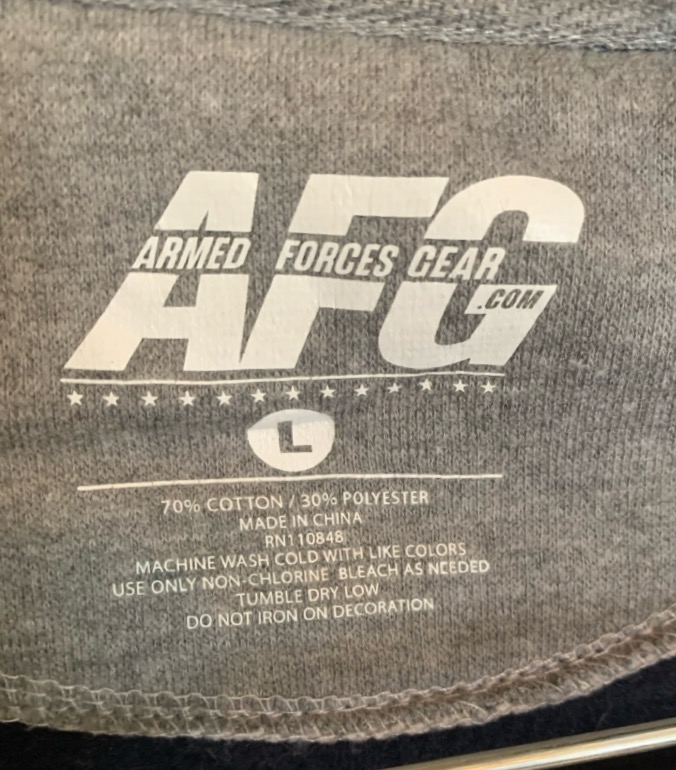 AFG
ARMED FORCES GEAR
.COM
L
70% COTTON / 30% POLYESTER
MADE IN CHINA
RN110848
MACHINE WASH COLD WITH LIKE COLORS
USE ONLY NON-CHLORINE BLEACH AS NEEDED
TUMBLE DRY LOW
DO NOT IRON ON DECORATION